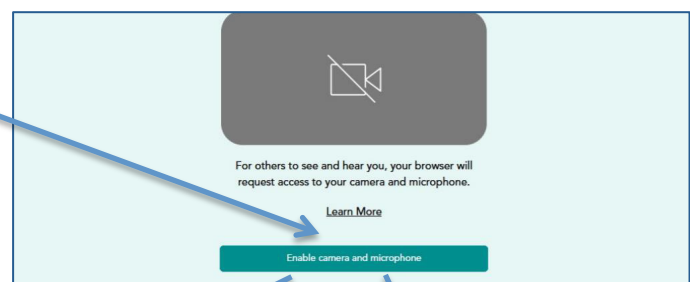 For others to see and hear you, your browser will
request access to your camera and microphone.
Learn More
Enable camera and microphone